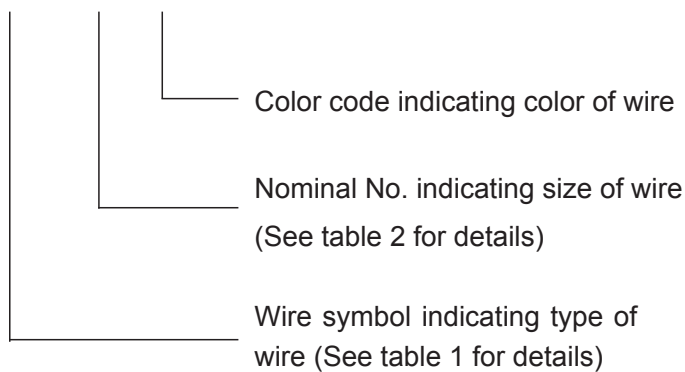 Color code indicating color of wire
Nominal No. indicating size of wire
(See table 2 for details)
Wire symbol indicating type of
wire (See table 1 for details)